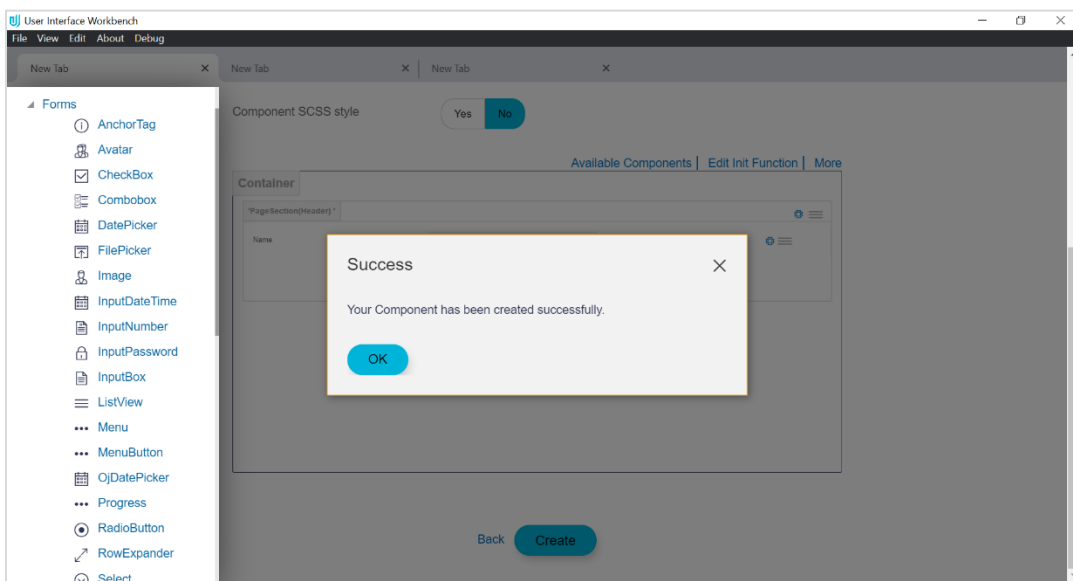 User Interface Workbench
File View Edit About Debug
New Tab New Tab New Tab
Forms
AnchorTag
Avatar
CheckBox
Combobox
DatePicker
FilePicker
Image
InputDateTime
InputNumber
InputPassword
InputBox
ListView
Menu
MenuButton
OjDatePicker
Progress
RadioButton
RowExpander
Select
Component SCSS style Yes No
Available Components | Edit Init Function | More
Container
"PageSection(Header)"
Name
Success
Your Component has been created successfully.
OK
Back Create